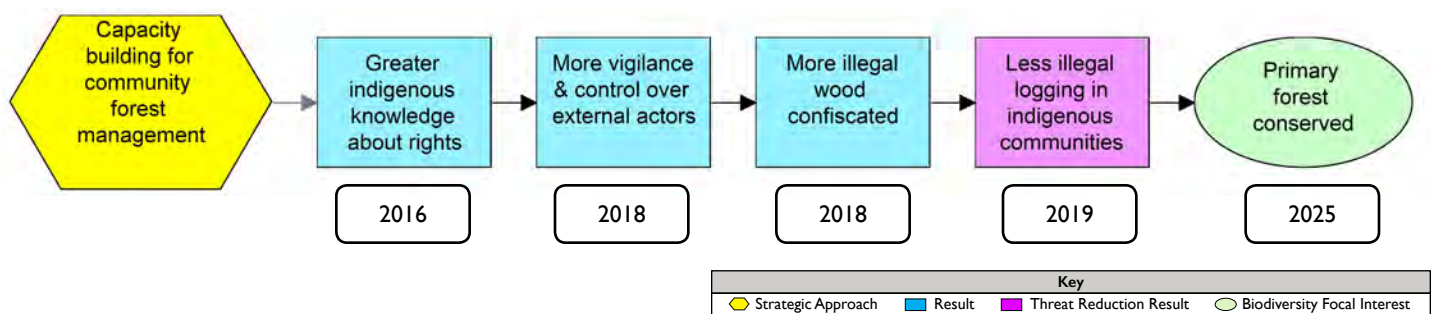 Capacity
building for
community
forest
management
Greater
indigenous
knowledge
about rights
More vigilance
& control over
external actors
More illegal
wood
confiscated
Less illegal
logging in
indigenous
communities
Primary
forest
conserved
2016
2018
2018
2019
2025
Key
Strategic Approach
Result
Threat Reduction Result
Biodiversity Focal Interest